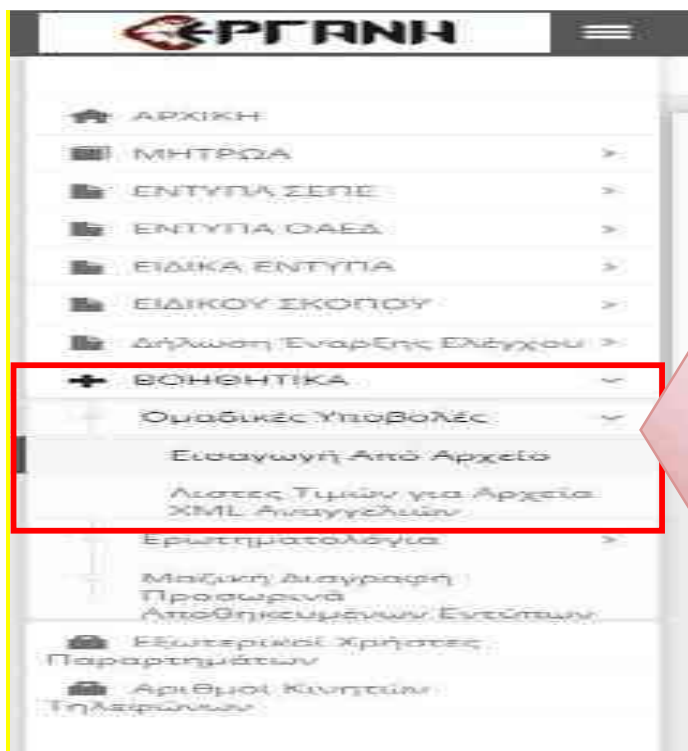 ΕΡΓΑΝΗ
ΑΡΧΙΚΗ
ΜΗΤΡΩΑ
ΕΝΤΥΠΑ ΣΕΠΕ
ΕΝΤΥΠΑ ΟΑΕΔ
ΕΙΔΙΚΑ ΕΝΤΥΠΑ
ΕΙΔΙΚΟΥ ΣΚΟΠΟΥ
Δήλωση Έναρξης Ελέγχου
ΒΟΗΘΗΤΙΚΑ
Ομαδικές Υποβολές
Εισαγωγή Από Αρχείο
Λίστες Τιμών για Αρχεία
XML Αναγγελιών
Ερωτηματολόγια
Μαζική Διαγραφή
Προσωρινά
Αποθηκευμένων Εντύπων
Εξωτερικοί Χρήστες
Παραρτημάτων
Αριθμοί Κινητών
Τηλεφώνων